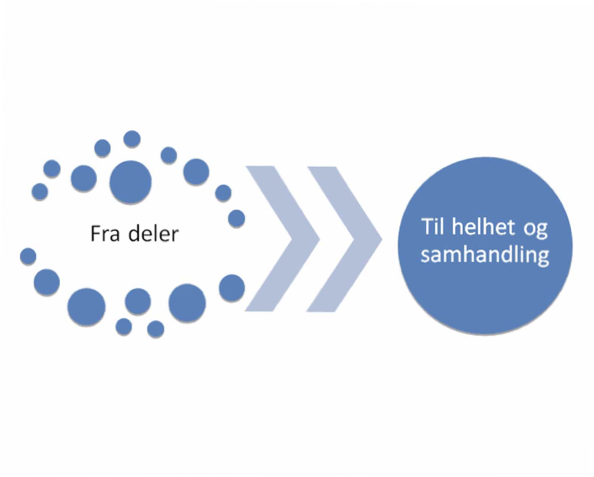 Fra deler
Til helhet og
samhandling